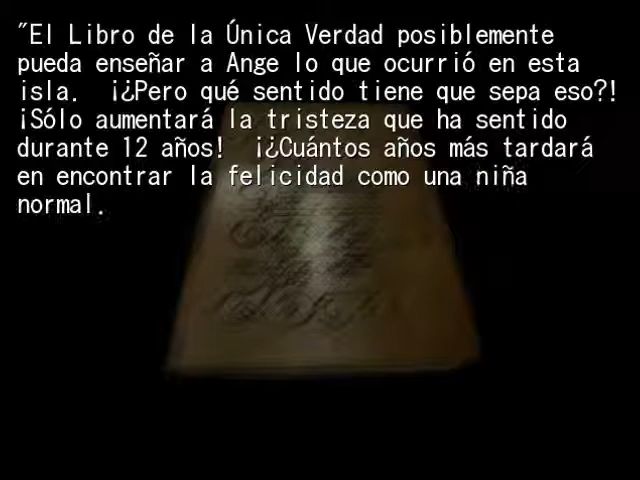 "El Libro de la Única Verdad posiblemente
pueda enseñar a Ange lo que ocurrió en esta
isla.  ¡¿Pero qué sentido tiene que sepa eso?!
¡Sólo aumentará la tristeza que ha sentido
durante 12 años!  ¡¿Cuántos años más tardará
en encontrar la felicidad como una niña
normal.